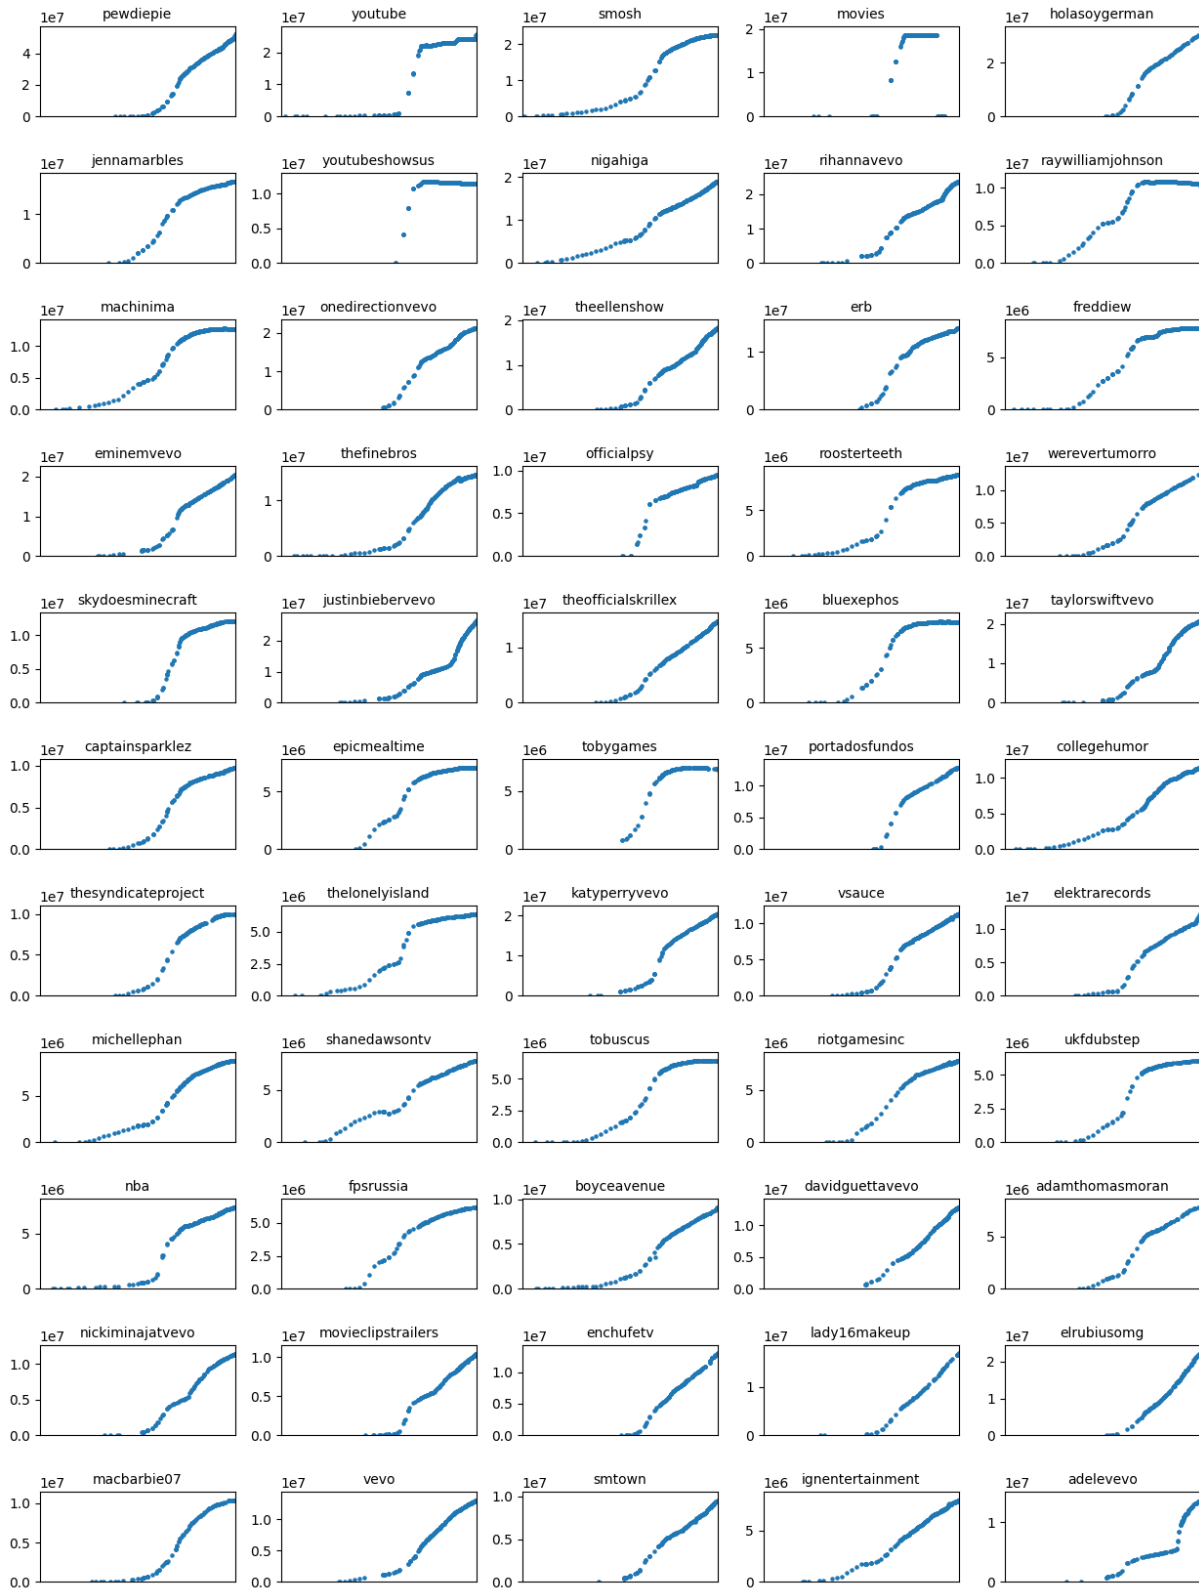 pewdiepie youtube smosh movies holasoygerman
1e7 1e7 1e7 1e7 1e7
4 2 0
2 1 0
2 1 0
2 1 0
2 0
jennamarbles youtubeshowsus nigahiga rihannavevo raywilliamjohnson
1e7 1e7 1e7 1e7 1e7
1 0
1.0 0.5 0.0
2 1 0
2 1 0
1.0 0.5 0.0
machinima onedirectionvevo theellenshow erb freddiew
1e7 1e7 1e7 1e7 1e6
1.0 0.5 0.0
2 1 0
2 1 0
1 0
5 0
eminemvevo thefinebros officialpsy roosterteeth werevertumorro
1e7 1e7 1e7 1e6 1e7
2 1 0
1 0
1.0 0.5 0.0
5 0
1.0 0.5 0.0
skydoesminecraft justinbiebervevo theofficialskrillex bluexephos taylorswiftvevo
1e7 1e7 1e7 1e6 1e7
1.0 0.5 0.0
2 1 0
1 0
5 0
2 1 0
captainsparklez epicmealtime tobygames portadosfundos collegehumor
1e7 1e6 1e6 1e7 1e7
1.0 0.5 0.0
5 0
5 0
1.0 0.5 0.0
1.0 0.5 0.0
thesyndicateproject thelonelyisland katyperryvevo vsauce elektrarecords
1e7 1e6 1e7 1e7 1e7
1.0 0.5 0.0
5.0 2.5 0.0
2 1 0
1.0 0.5 0.0
1.0 0.5 0.0
michellephan shanedawsontv tobuscus riotgamesinc ukfdubstep
1e6 1e6 1e6 1e6 1e6
5 0
5 0
5.0 2.5 0.0
5 0
5.0 2.5 0.0
nba fpsrussia boyceavenue davidguettavevo adamthomasmoran
1e6 1e6 1e7 1e7 1e6
5 0
5.0 2.5 0.0
1.0 0.5 0.0
1.0 0.5 0.0
5 0
nickiminajatvevo movieclipstrailers enchufetv lady16makeup elrubiusomg
1e7 1e7 1e7 1e7 1e7
1.0 0.5 0.0
1.0 0.5 0.0
1.0 0.5 0.0
1 0
2 1 0
macbarbie07 vevo smtown ignentertainment adelevevo
1e7 1e7 1e7 1e6 1e7
1.0 0.5 0.0
1.0 0.5 0.0
1.0 0.5 0.0
5 0
1 0